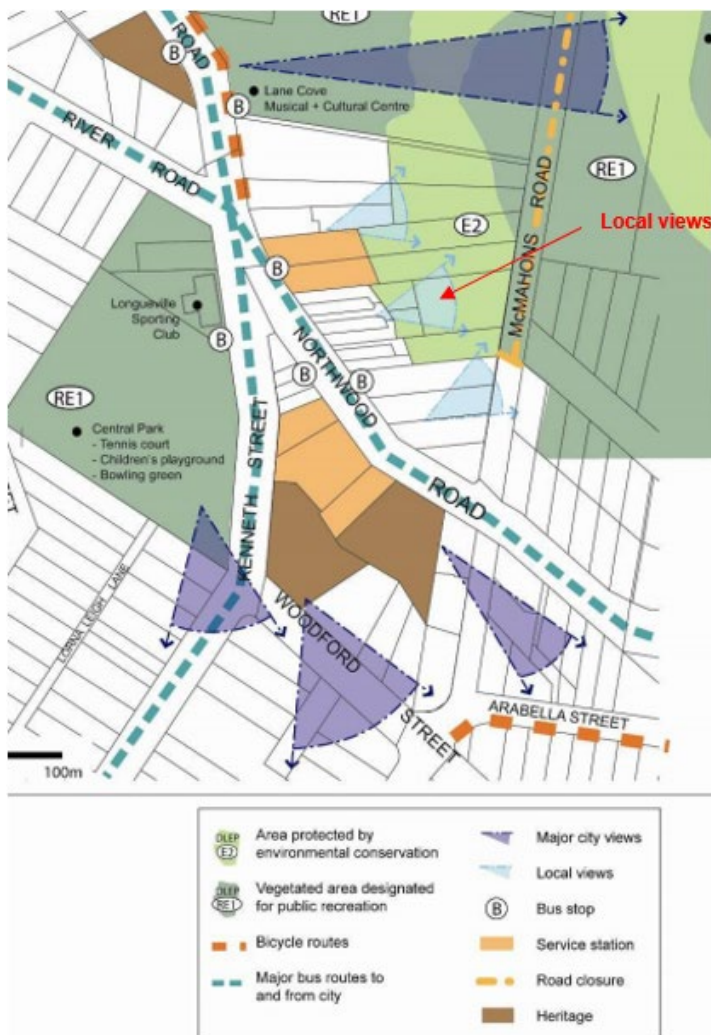 ROAD
B
RE1
Lane Cove
Musical + Cultural Centre
B
RIVER ROAD
RE1
E2
McMAHONS ROAD
Local views
B
Longueville
Sporting
Club
B
NORTHWOOD ROAD
B
B
RE1
Central Park
- Tennis court
- Children's playground
- Bowling green
KENNETH STREET
LORNA LEIGH LANE
WOODFORD STREET
ARABELLA STREET
100m
DLEP
E2
Area protected by
environmental conservation
DLEP
RE1
Vegetated area designated
for public recreation
Bicycle routes
Major bus routes to
and from city
Major city views
Local views
B
Bus stop
Service station
Road closure
Heritage